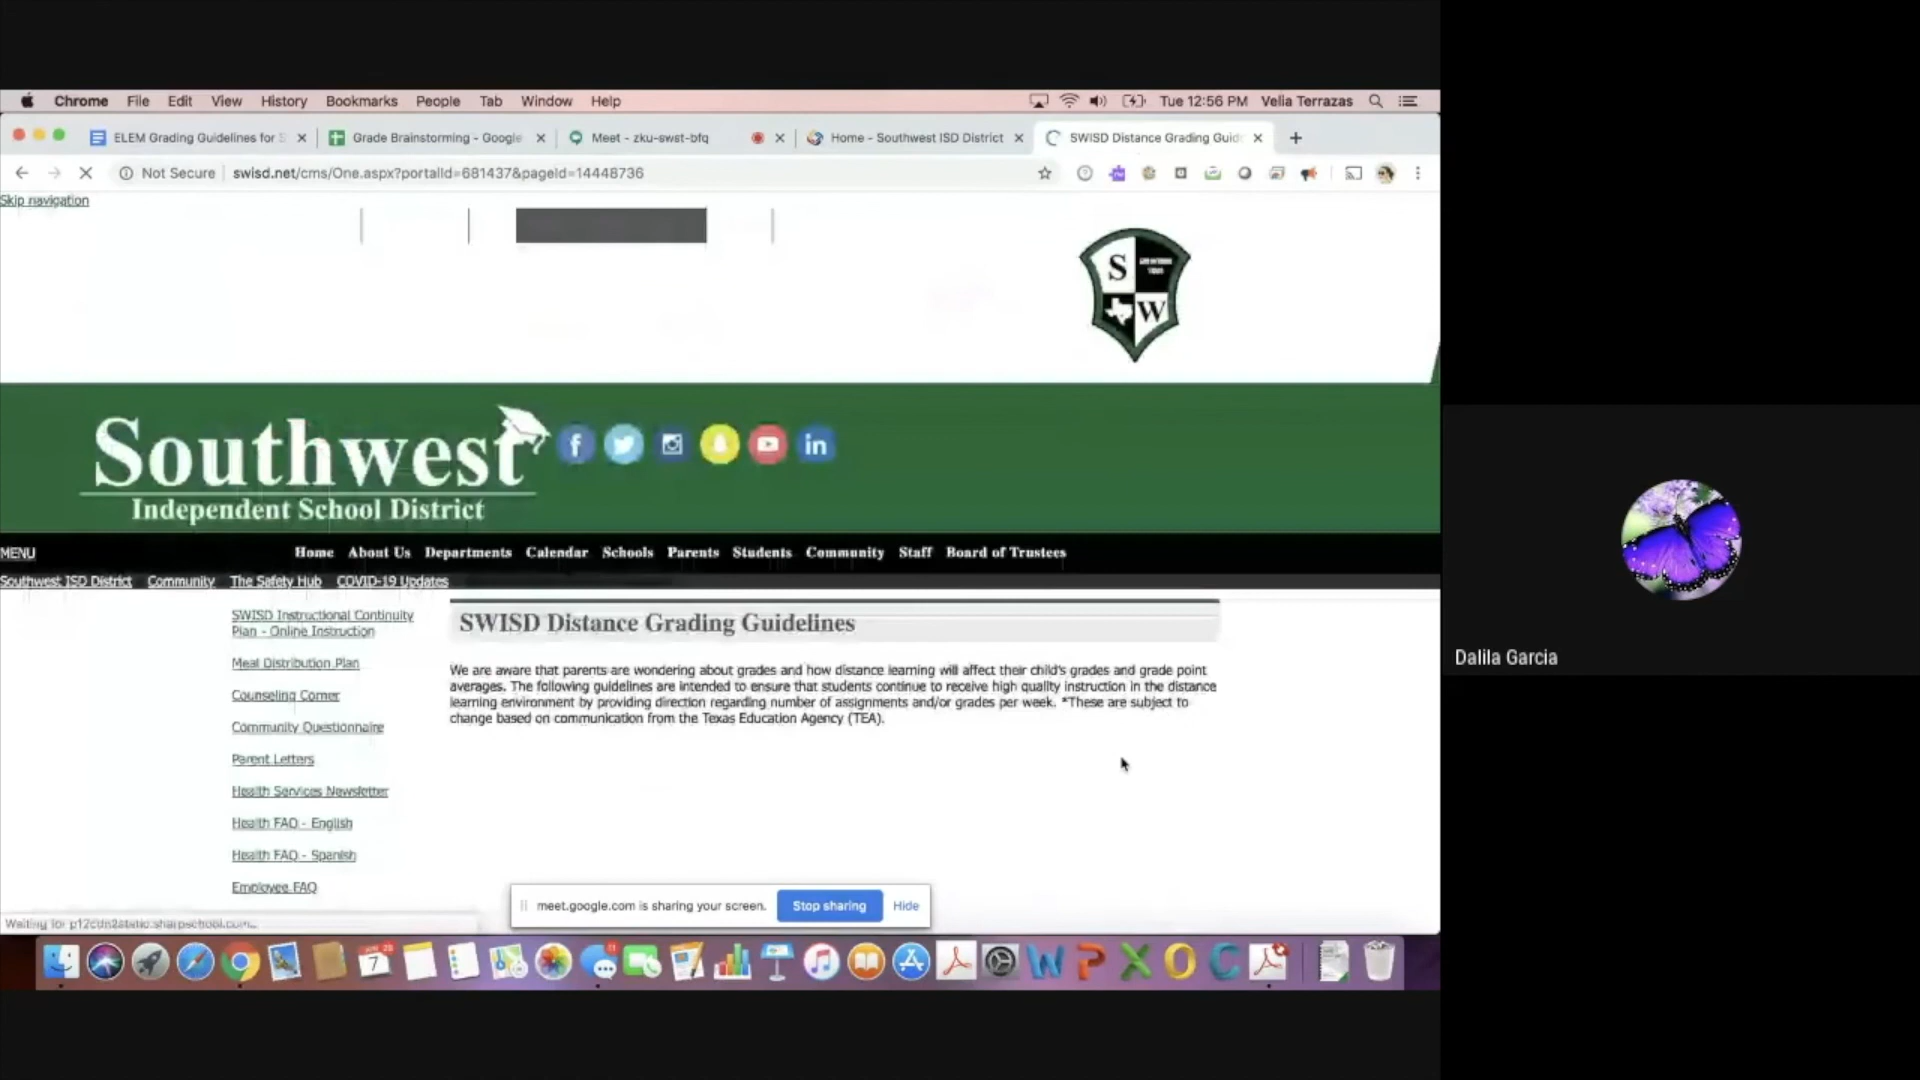 Chrome File Edit View History Bookmarks People Tab Window Help Tue 12:56 PM Velia Terrazas
ELEM Grading Guidelines for S Grade Brainstorming - Google Meet - zku-swst-bfq Home - Southwest ISD District SWISD Distance Grading Guid
Not Secure swisd.net/cms/One.aspx?portalId=681437&pageId=14448736
Skip navigation
S
W
Southwest
Independent School District
MENU Home About Us Departments Calendar Schools Parents Students Community Staff Board of Trustees
Southwest ISD District Community The Safety Hub COVID-19 Updates
SWISD Instructional Continuity
Plan - Online Instruction
Meal Distribution Plan
Counseling Corner
Community Questionnaire
Parent Letters
Health Services Newsletter
Health FAQ - English
Health FAQ - Spanish
Employee FAQ
SWISD Distance Grading Guidelines
We are aware that parents are wondering about grades and how distance learning will affect their child's grades and grade point
averages. The following guidelines are intended to ensure that students continue to receive high quality instruction in the distance
learning environment by providing direction regarding number of assignments and/or grades per week. *These are subject to
change based on communication from the Texas Education Agency (TEA).
meet.google.com is sharing your screen. Stop sharing Hide
Waiting for p12cdn2static.sharpschool.com...
7
Dalila Garcia